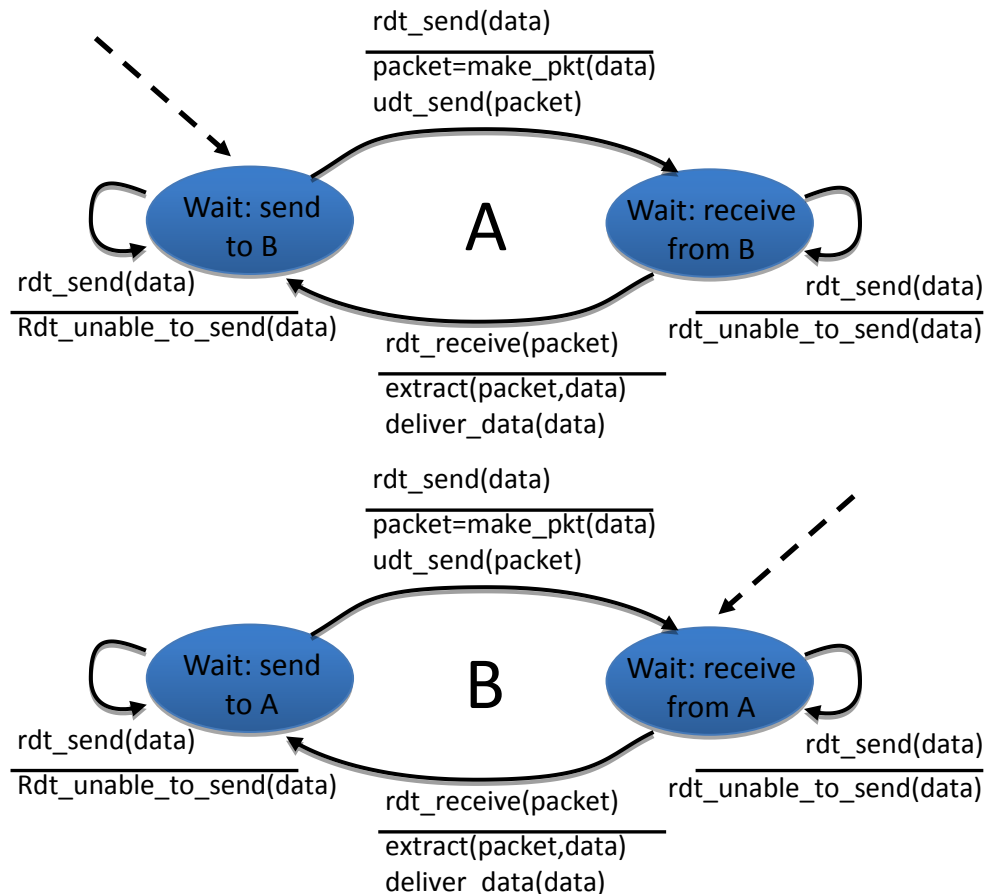 rdt_send(data)
packet=make_pkt(data)
udt_send(packet)
Wait: send
to B
A
Wait: receive
from B
rdt_send(data)
Rdt_unable_to_send(data)
rdt_send(data)
rdt_unable_to_send(data)
rdt_receive(packet)
extract(packet,data)
deliver_data(data)
rdt_send(data)
packet=make_pkt(data)
udt_send(packet)
Wait: send
to A
B
Wait: receive
from A
rdt_send(data)
Rdt_unable_to_send(data)
rdt_send(data)
rdt_unable_to_send(data)
rdt_receive(packet)
extract(packet,data)
deliver_data(data)